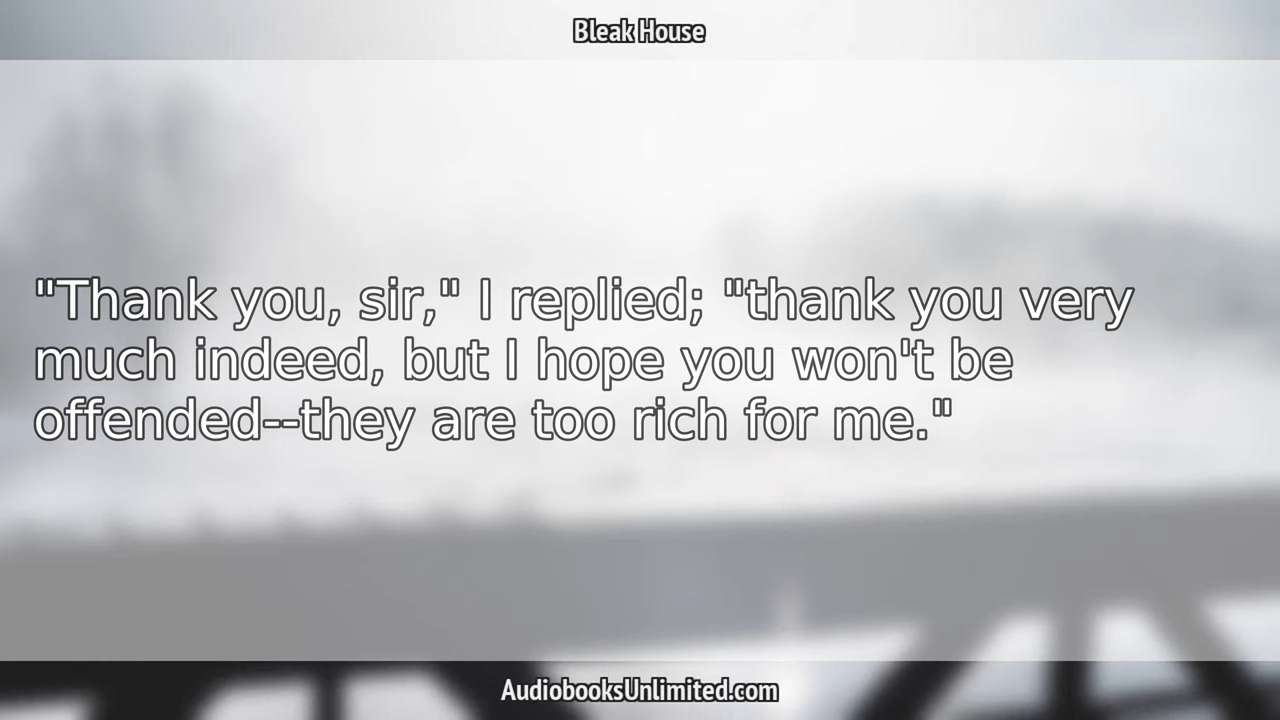 Bleak House
"Thank you, sir," I replied; "thank you very
much indeed, but I hope you won't be
offended--they are too rich for me."
AudiobooksUnlimited.com